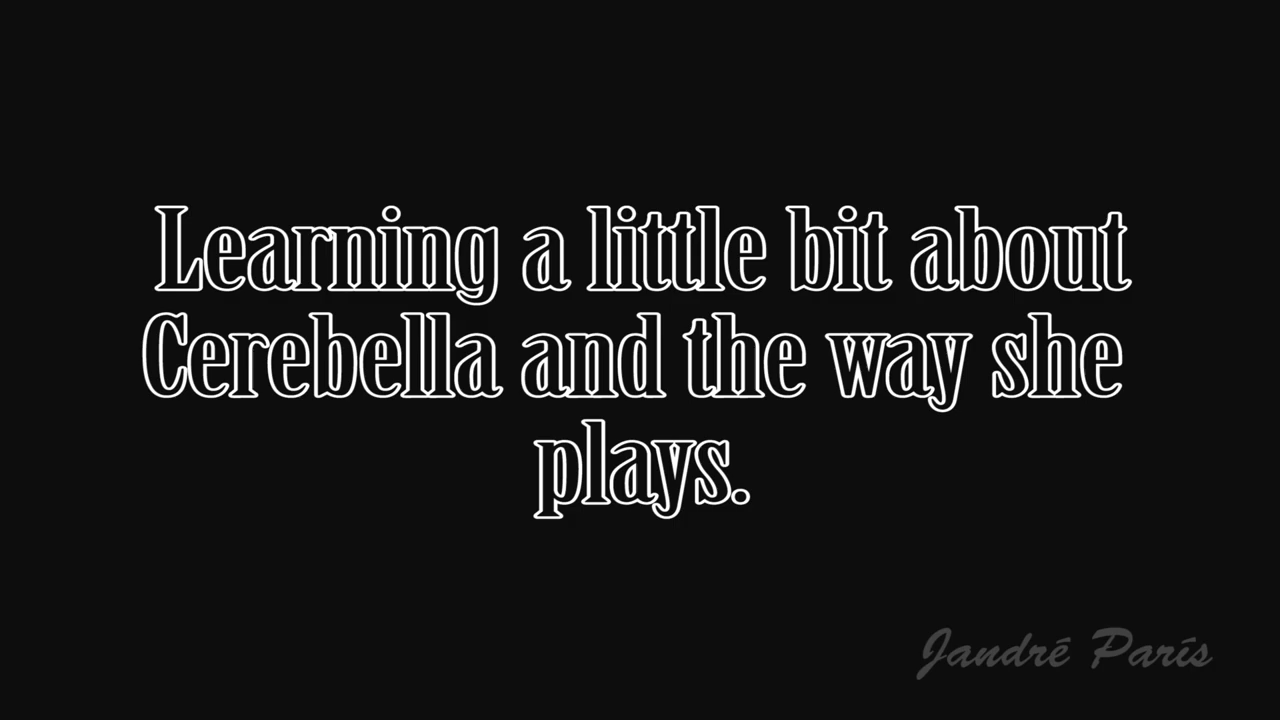 Learning a little bit about
Cerebella and the way she
plays.
Jandré París